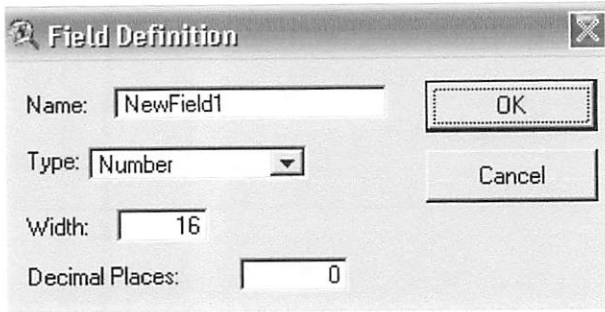 Field Definition
Name: NewField1
OK
Type: Number
Cancel
Width: 16
Decimal Places: 0